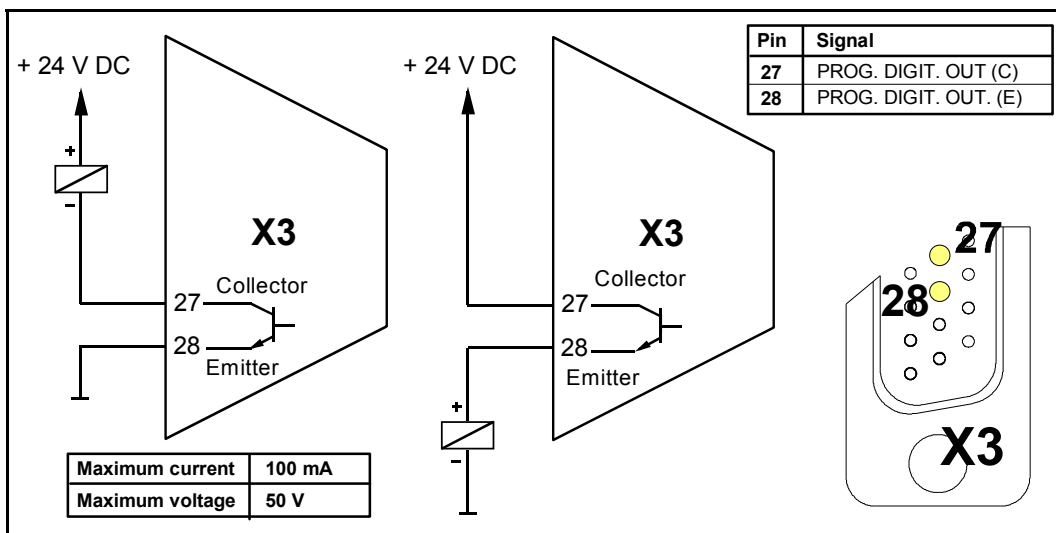 + 24 V DC
+
-
X3
27 Collector
28
Emitter
Maximum current 100 mA
Maximum voltage 50 V
+ 24 V DC
X3
Collector
27
28
Emitter
+
-
Pin Signal
27 PROG. DIGIT. OUT (C)
28 PROG. DIGIT. OUT. (E)
27
28
X3